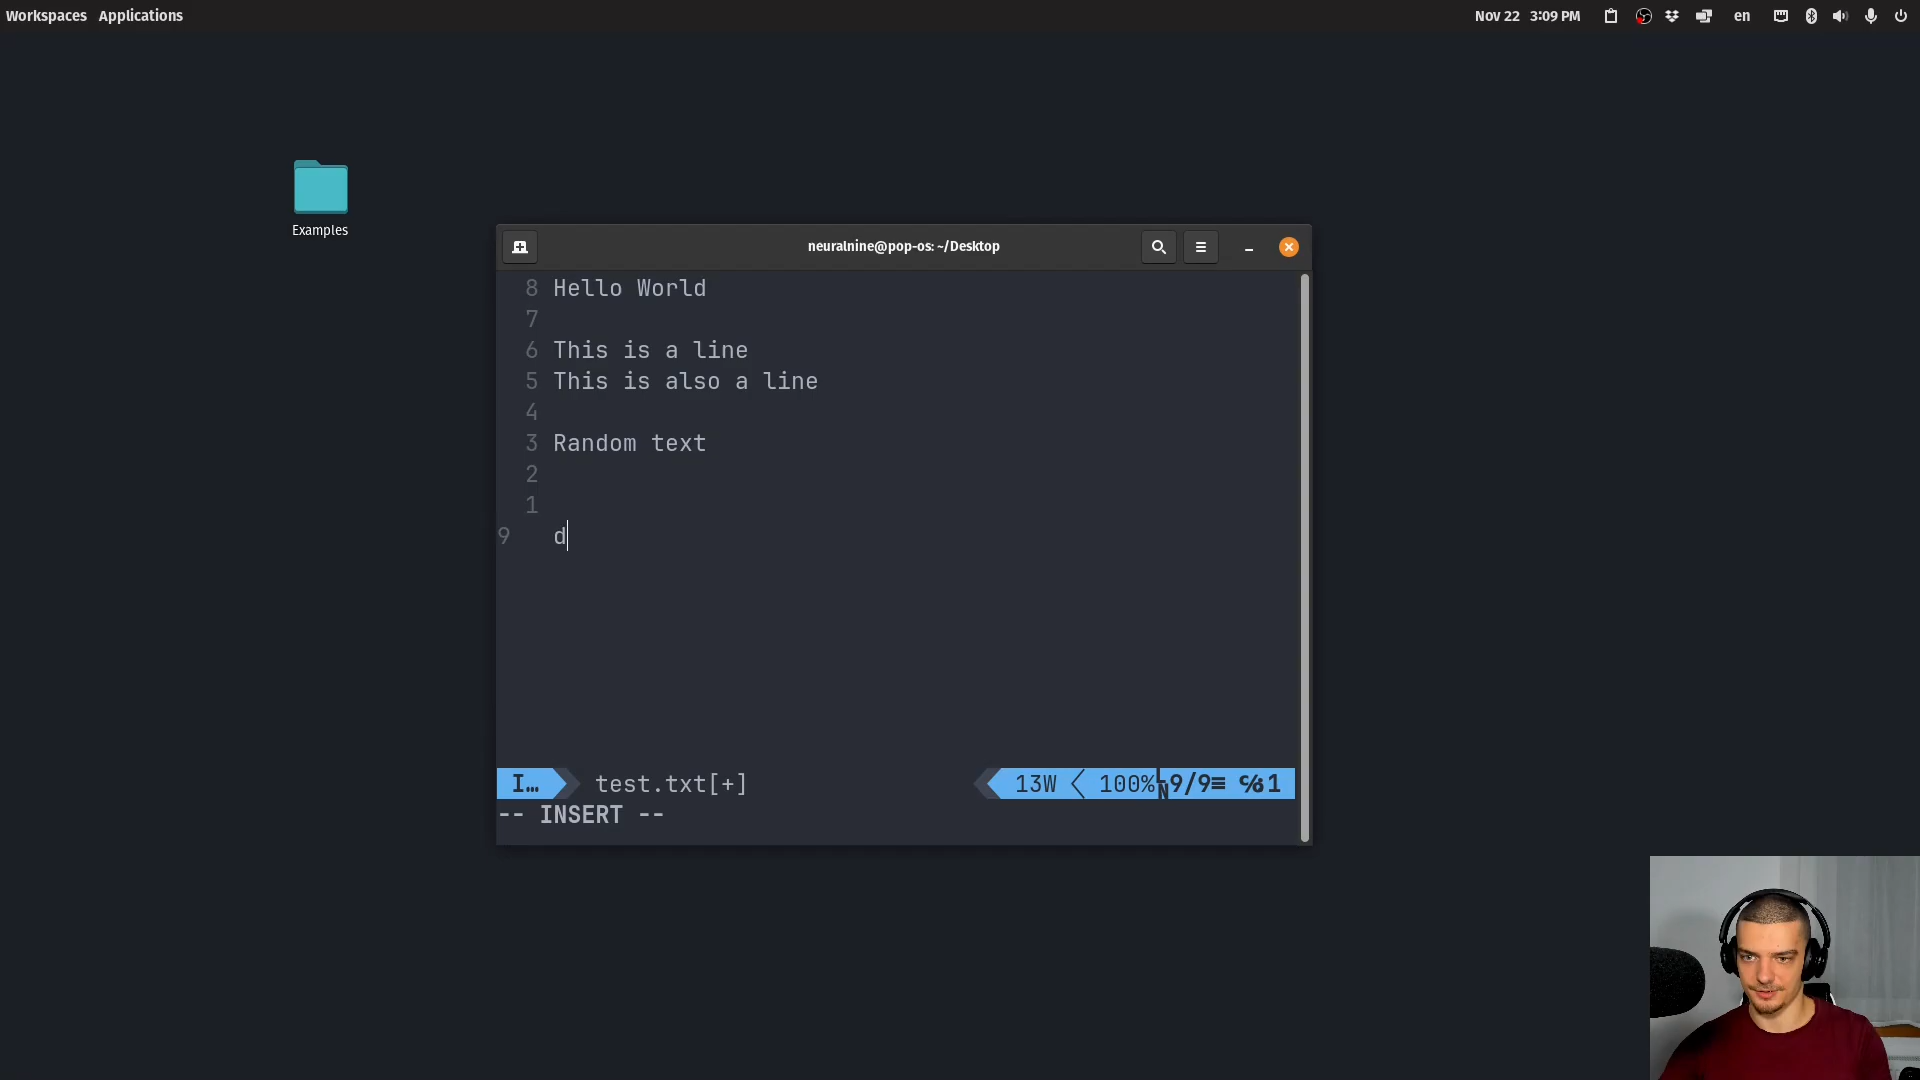 Workspaces Applications
Nov 22 3:09 PM en
Examples
neuralnine@pop-os: ~/Desktop
8 Hello World
7
6 This is a line
5 This is also a line
4
3 Random text
2
1
9 d
I… test.txt[+] 13W 100% 9/9≡ ℅1
-- INSERT --